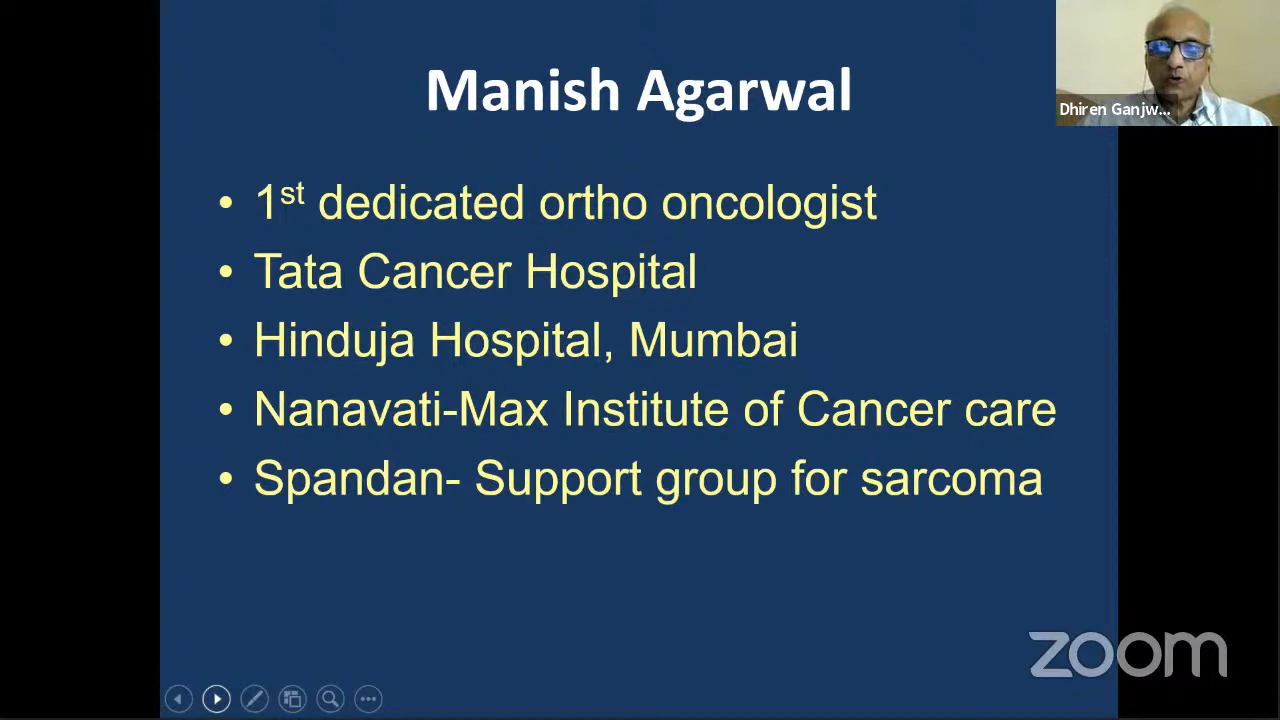 Manish Agarwal
Dhiren Ganjw...
• 1st dedicated ortho oncologist
• Tata Cancer Hospital
• Hinduja Hospital, Mumbai
• Nanavati-Max Institute of Cancer care
• Spandan- Support group for sarcoma
zoom